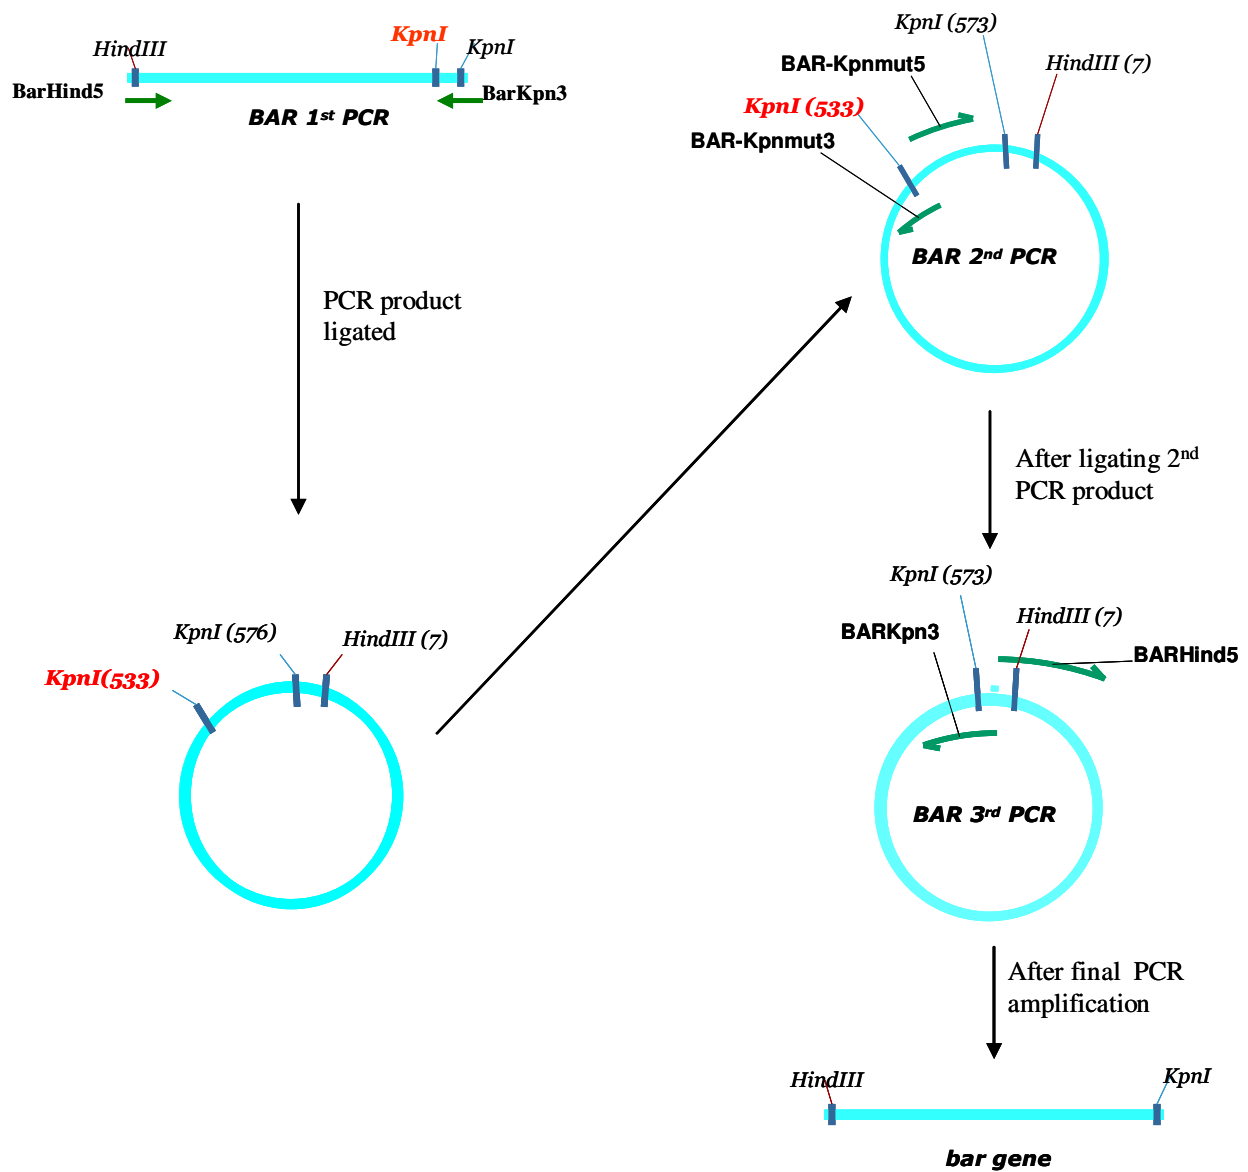 HindIII
KpnI
KpnI
BarHind5
BarKpn3
BAR 1st PCR
PCR product
ligated
KpnI (576)
HindIII (7)
KpnI(533)
KpnI (573)
BAR-Kpnmut5
HindIII (7)
KpnI (533)
BAR-Kpnmut3
BAR 2nd PCR
After ligating 2nd
PCR product
KpnI (573)
HindIII (7)
BARKpn3
BARHind5
BAR 3rd PCR
After final PCR
amplification
HindIII
KpnI
bar gene